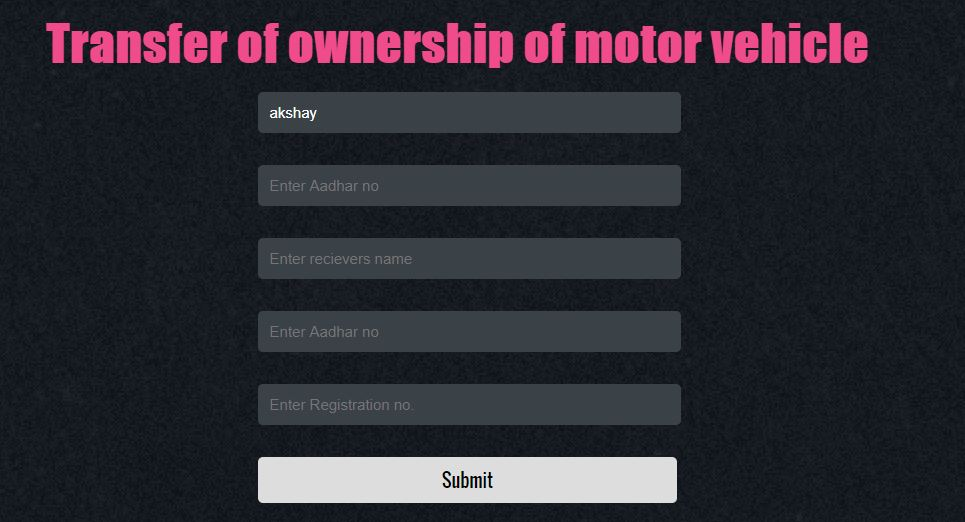 Transfer of ownership of motor vehicle
akshay
Enter Aadhar no
Enter recievers name
Enter Aadhar no
Enter Registration no.
Submit